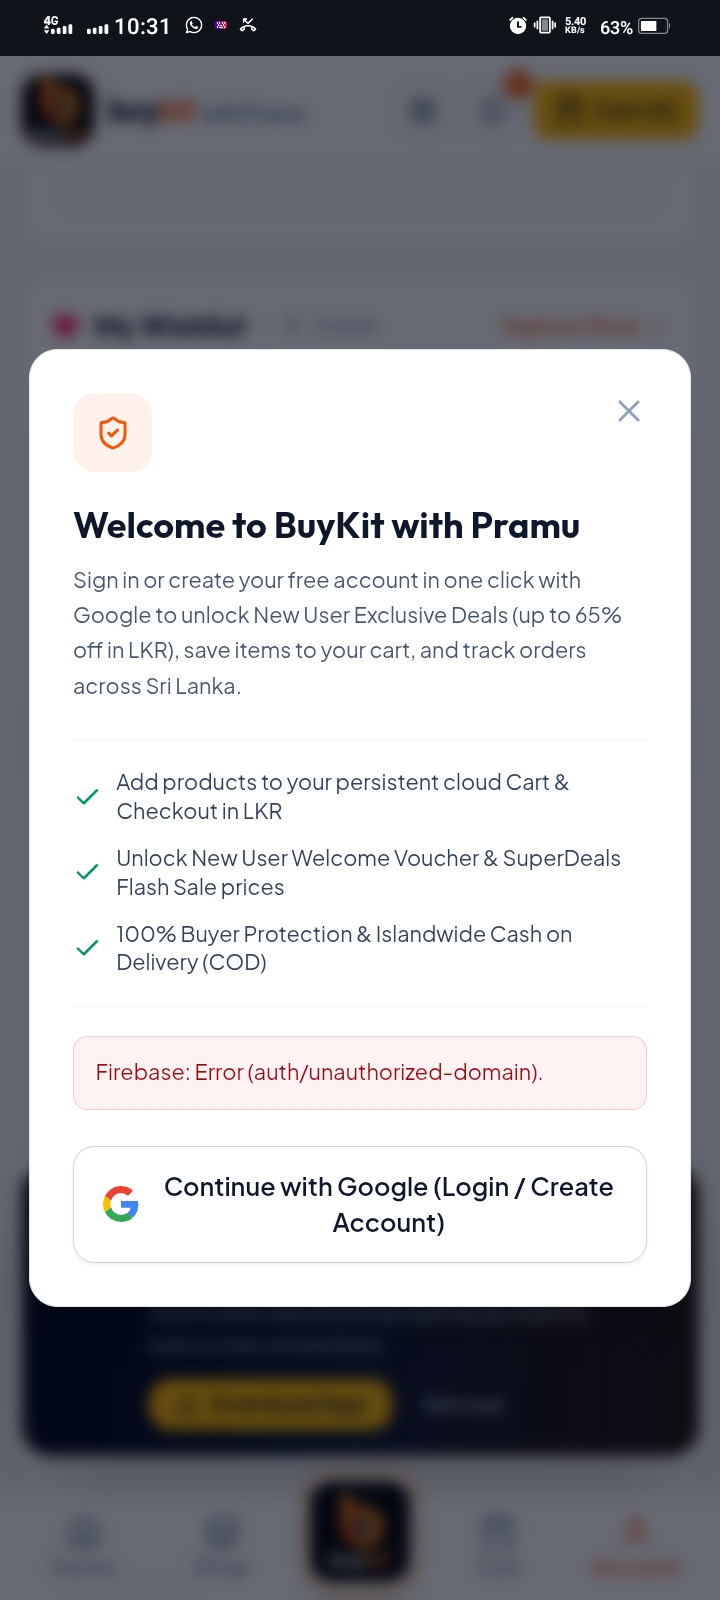 4G 10:31 5.40 KB/s 63%
My Wishlist
Welcome to BuyKit with Pramu
Sign in or create your free account in one click with
Google to unlock New User Exclusive Deals (up to 65%
off in LKR), save items to your cart, and track orders
across Sri Lanka.
Add products to your persistent cloud Cart &
Checkout in LKR
Unlock New User Welcome Voucher & SuperDeals
Flash Sale prices
100% Buyer Protection & Islandwide Cash on
Delivery (COD)
Firebase: Error (auth/unauthorized-domain).
Continue with Google (Login / Create
Account)